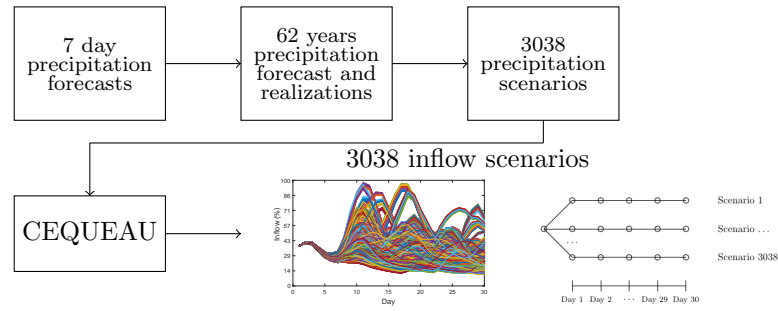 7 day
precipitation
forecasts
62 years
precipitation
forecast and
realizations
3038
precipitation
scenarios
3038 inflow scenarios
CEQUEAU
Inflow (%)
100
86
71
57
43
29
14
0
0 5 10 15 20 25 30
Day
Scenario 1
Scenario ...
...
Scenario 3038
Day 1 Day 2 ... Day 29 Day 30